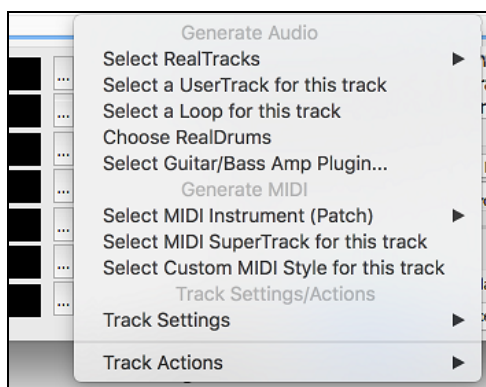 Generate Audio
Select RealTracks
Select a UserTrack for this track
Select a Loop for this track
Choose RealDrums
Select Guitar/Bass Amp Plugin...
Generate MIDI
Select MIDI Instrument (Patch)
Select MIDI SuperTrack for this track
Select Custom MIDI Style for this track
Track Settings/Actions
Track Settings
Track Actions
...
...
...
...
...
...
...